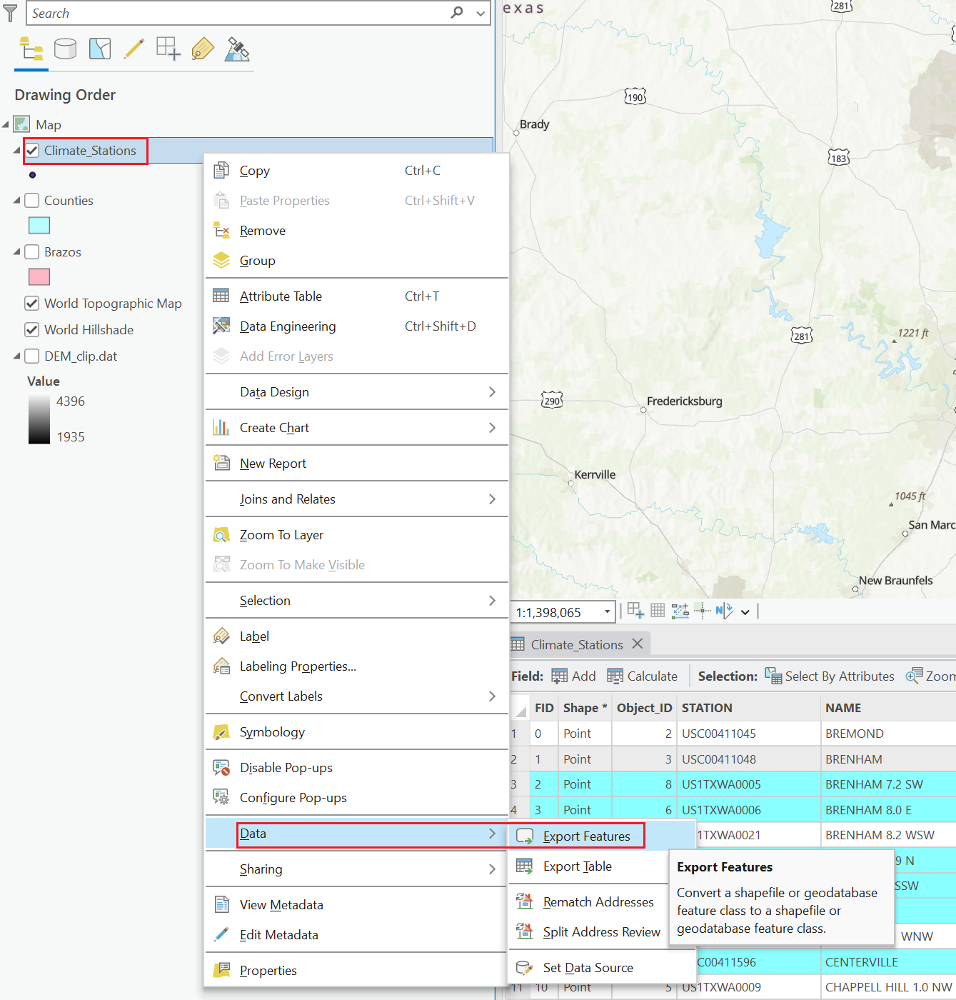 Search
Drawing Order
Map
Climate_Stations
Counties
Brazos
World Topographic Map
World Hillshade
DEM_clip.dat
Value
4396
1935
Copy Ctrl+C
Paste Properties Ctrl+Shift+V
Remove
Group
Attribute Table Ctrl+T
Data Engineering Ctrl+Shift+D
Add Error Layers
Data Design
Create Chart
New Report
Joins and Relates
Zoom To Layer
Zoom To Make Visible
Selection
Label
Labeling Properties...
Convert Labels
Symbology
Disable Pop-ups
Configure Pop-ups
Data
Sharing
View Metadata
Edit Metadata
Properties
Export Features
Export Table
Rematch Addresses
Split Address Review
Set Data Source
Export Features
Convert a shapefile or geodatabase
feature class to a shapefile or
geodatabase feature class.
exas
281
190
Brady
183
281
1221 ft
290
Fredericksburg
Kerrville
1045 ft
San Marc
New Braunfels
1:1,398,065
Climate_Stations
Field: Add Calculate Selection: Select By Attributes Zoom
FID Shape * Object_ID STATION NAME
1 0 Point 2 USC00411045 BREMOND
2 1 Point 3 USC00411048 BRENHAM
3 2 Point 8 US1TXWA0005 BRENHAM 7.2 SW
4 3 Point 6 US1TXWA0006 BRENHAM 8.0 E
1TXWA0021 BRENHAM 8.2 WSW
9 N
SSW
WNW
C00411596 CENTERVILLE
11 10 Point 5 US1TXWA0009 CHAPPELL HILL 1.0 NW